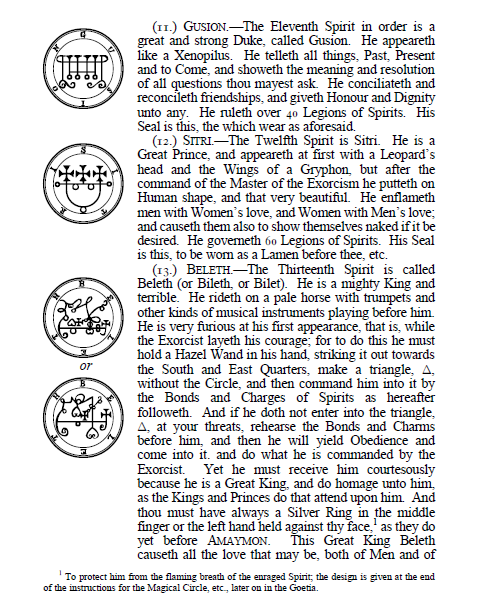 (11.) GUSION.—The Eleventh Spirit in order is a
great and strong Duke, called Gusion. He appeareth
like a Xenopilus. He telleth all things, Past, Present
and to Come, and showeth the meaning and resolution
of all questions thou mayest ask. He conciliateth and
reconcileth friendships, and giveth Honour and Dignity
unto any. He ruleth over 40 Legions of Spirits. His
Seal is this, the which wear as aforesaid.
(12.) SITRI.—The Twelfth Spirit is Sitri. He is a
Great Prince, and appeareth at first with a Leopard's
head and the Wings of a Gryphon, but after the
command of the Master of the Exorcism he putteth on
Human shape, and that very beautiful. He enflameth
men with Women's love, and Women with Men's love;
and causeth them also to show themselves naked if it be
desired. He governeth 60 Legions of Spirits. His Seal
is this, to be worn as a Lamen before thee, etc.
(13.) BELETH.—The Thirteenth Spirit is called
Beleth (or Bileth, or Bilet). He is a mighty King and
terrible. He rideth on a pale horse with trumpets and
other kinds of musical instruments playing before him.
He is very furious at his first appearance, that is, while
the Exorcist layeth his courage; for to do this he must
hold a Hazel Wand in his hand, striking it out towards
the South and East Quarters, make a triangle, Δ,
without the Circle, and then command him into it by
the Bonds and Charges of Spirits as hereafter
followeth. And if he doth not enter into the triangle,
Δ, at your threats, rehearse the Bonds and Charms
before him, and then he will yield Obedience and
come into it. and do what he is commanded by the
Exorcist. Yet he must receive him courtesously
because he is a Great King, and do homage unto him,
as the Kings and Princes do that attend upon him. And
thou must have always a Silver Ring in the middle
finger or the left hand held against thy face,¹ as they do
yet before AMAYMON. This Great King Beleth
causeth all the love that may be, both of Men and of
G U S I O N
S I T R I
B E L E T H
or
B E L E T H
¹ To protect him from the flaming breath of the enraged Spirit; the design is given at the end
of the instructions for the Magical Circle, etc., later on in the Goetia.